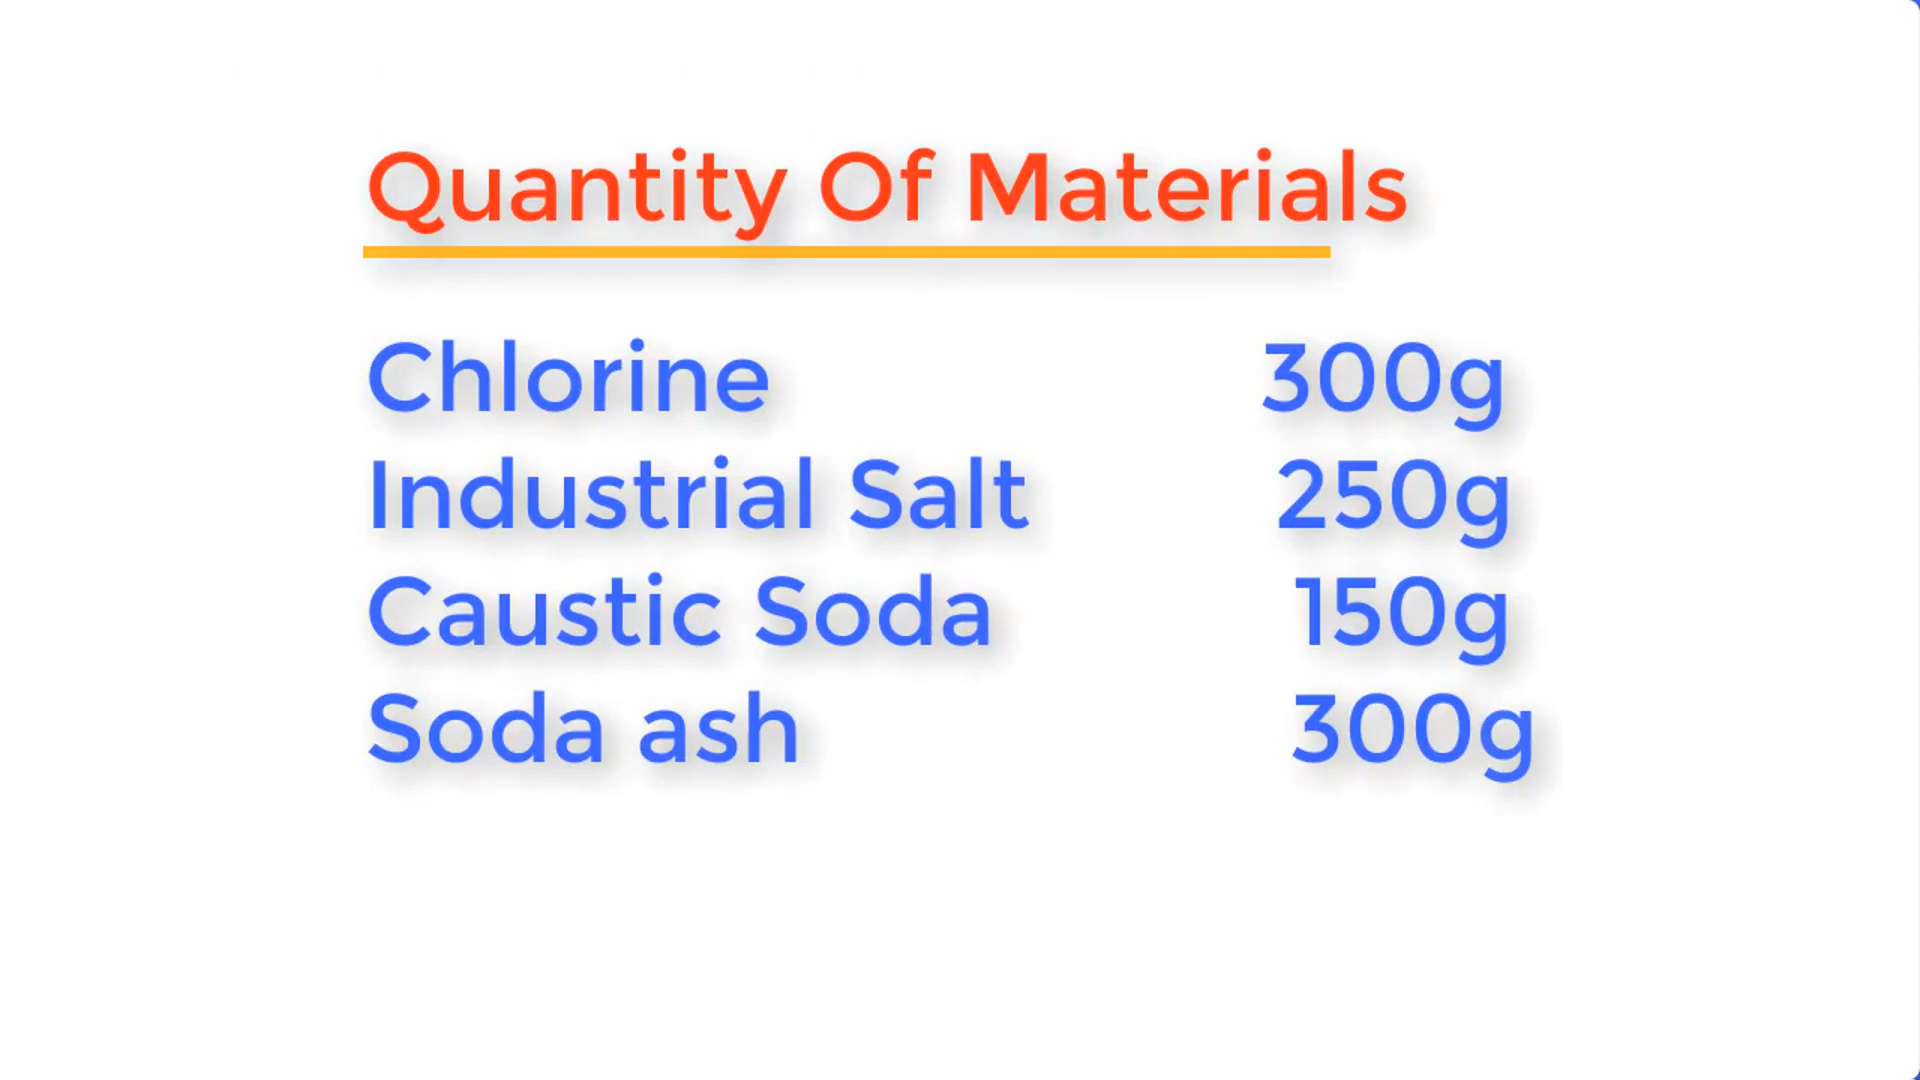 Quantity Of Materials
Chlorine 300g
Industrial Salt 250g
Caustic Soda 150g
Soda ash 300g